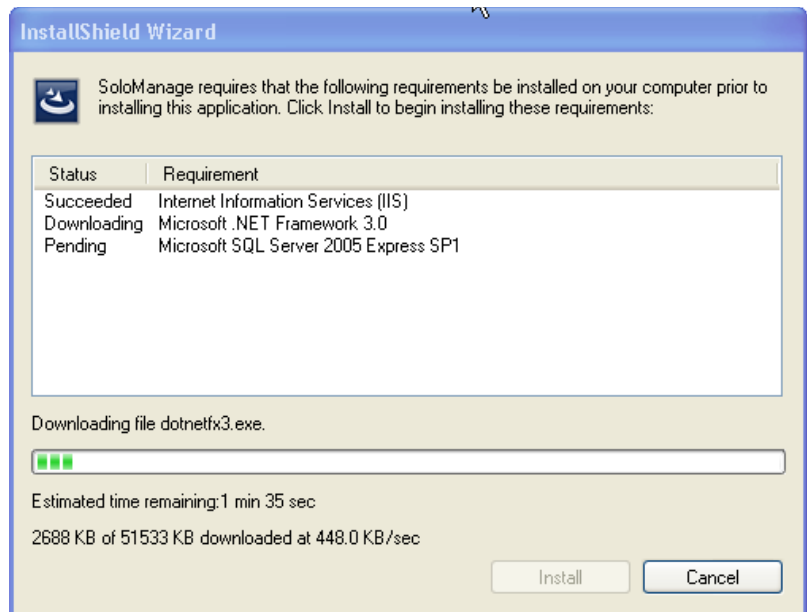 InstallShield Wizard
SoloManage requires that the following requirements be installed on your computer prior to
installing this application. Click Install to begin installing these requirements:
Status Requirement
Succeeded Internet Information Services (IIS)
Downloading Microsoft .NET Framework 3.0
Pending Microsoft SQL Server 2005 Express SP1
Downloading file dotnetfx3.exe.
Estimated time remaining:1 min 35 sec
2688 KB of 51533 KB downloaded at 448.0 KB/sec
Install Cancel